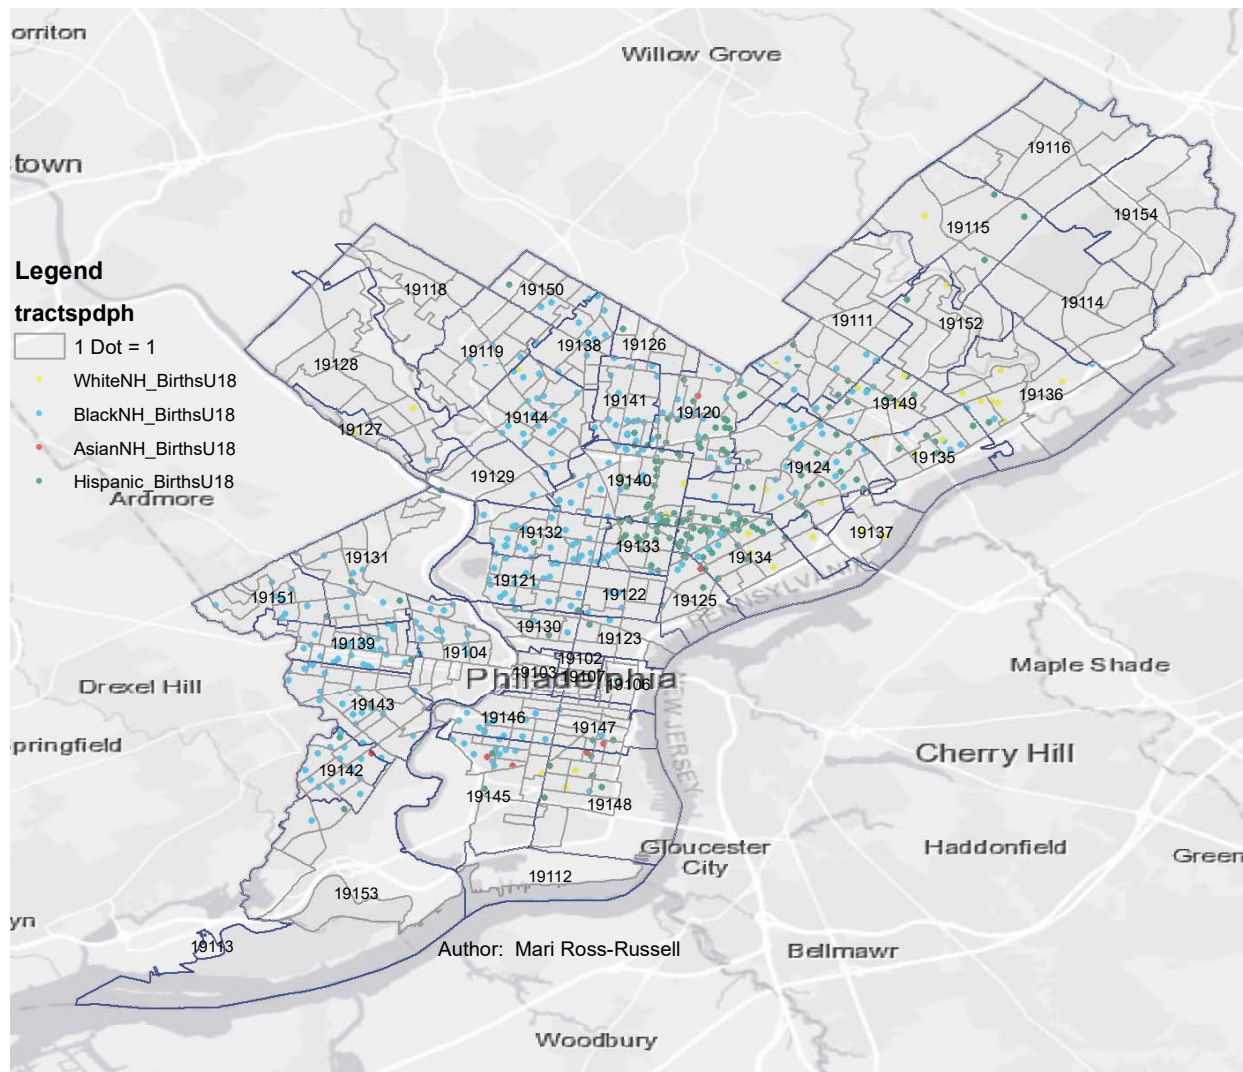 orriton
Willow Grove
19116
town
19154
19115
Legend
19118
19150
19114
tractspdph
19111
19152
1 Dot = 1
19119
19138
19126
19128
WhiteNH_BirthsU18
19136
19141
19120
19149
BlackNH_BirthsU18
19144
19127
19135
AsianNH_BirthsU18
19124
19129
19140
Hispanic_BirthsU18
Ardmore
19132
19137
19133
19134
19131
PENNSYLVANIA
19121
19151
19122
19125
19130
19123
19139
19104
19102
Maple Shade
19103
19107
19106
Philadelphia
Drexel Hill
NEW JERSEY
19143
19146
19147
pringfield
Cherry Hill
19142
19145
19148
Gloucester
City
Haddonfield
Green
19112
19153
yn
19113
Author: Mari Ross-Russell
Bellmawr
Woodbury